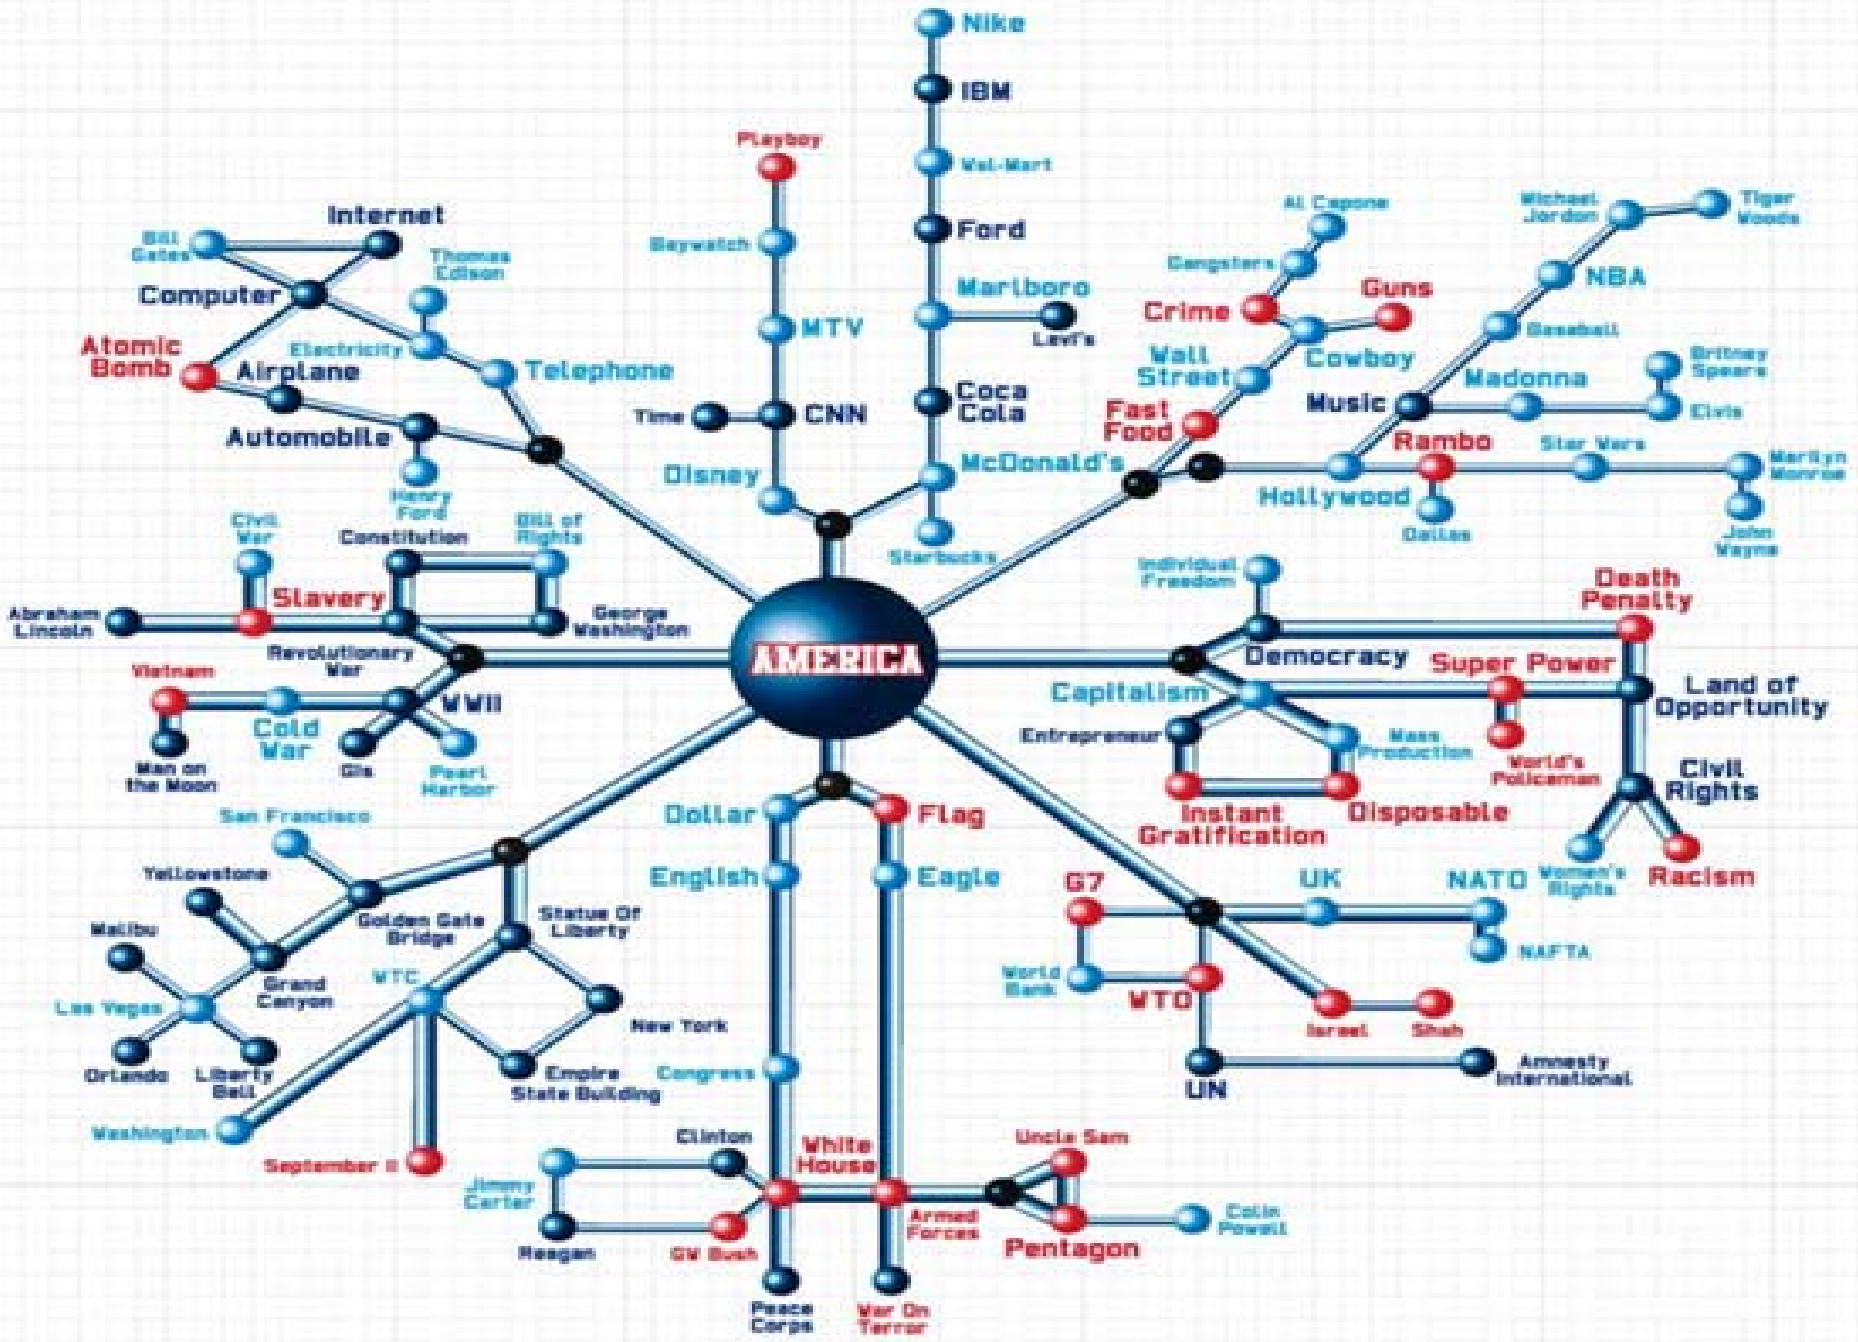 Nike
IBM
Wal-Mart
Ford
Marlboro
Levi's
Coca
Cola
McDonald's
Starbucks
Playboy
Baywatch
MTV
Time
CNN
Disney
Internet
Bill
Gates
Thomas
Edison
Computer
Atomic
Bomb
Electricity
Airplane
Telephone
Automobile
Henry
Ford
Al Capone
Gangsters
Crime
Guns
Wall
Street
Cowboy
Fast
Food
Michael
Jordon
Tiger
Woods
NBA
Baseball
Madonna
Britney
Spears
Music
Elvis
Rambo
Star Wars
Marilyn
Monroe
Hollywood
Dallas
John
Wayne
Civil
War
Constitution
Bill of
Rights
Slavery
Abraham
Lincoln
George
Washington
Revolutionary
War
Vietnam
WWII
Cold
War
Man on
the Moon
GIs
Pearl
Harbor
AMERICA
Individual
Freedom
Death
Penalty
Democracy
Super Power
Capitalism
Land of
Opportunity
Entrepreneur
Mass
Production
World's
Policeman
Civil
Rights
Instant
Gratification
Disposable
Women's
Rights
Racism
San Francisco
Yellowstone
Golden Gate
Bridge
Statue Of
Liberty
Malibu
Grand
Canyon
WTC
Las Vegas
New York
Orlando
Liberty
Bell
Empire
State Building
Washington
September 11
Dollar
Flag
English
Eagle
Congress
Clinton
White
House
Uncle Sam
Jimmy
Carter
Reagan
GW Bush
Armed
Forces
Pentagon
Colin
Powell
Peace
Corps
War On
Terror
G7
UK
NATO
NAFTA
World
Bank
WTO
Israel
Shah
UN
Amnesty
International